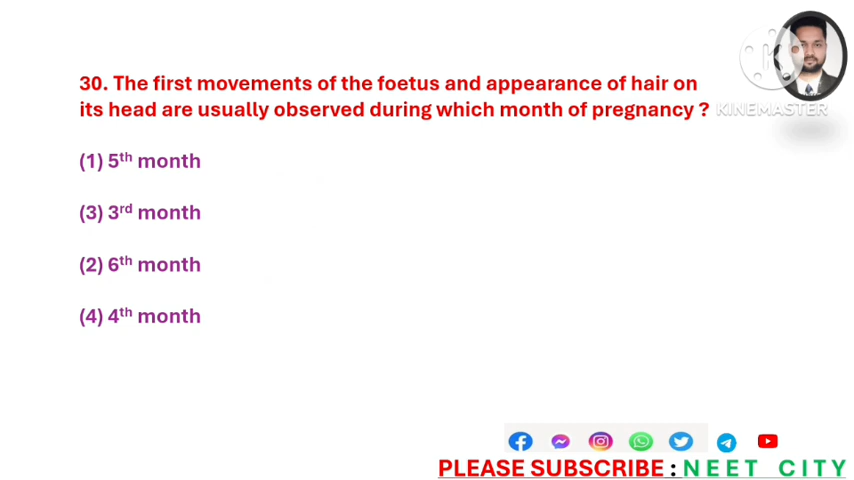 30. The first movements of the foetus and appearance of hair on
its head are usually observed during which month of pregnancy ?
KINEMASTER
(1) 5th month
(3) 3rd month
(2) 6th month
(4) 4th month
PLEASE SUBSCRIBE : NEET CITY